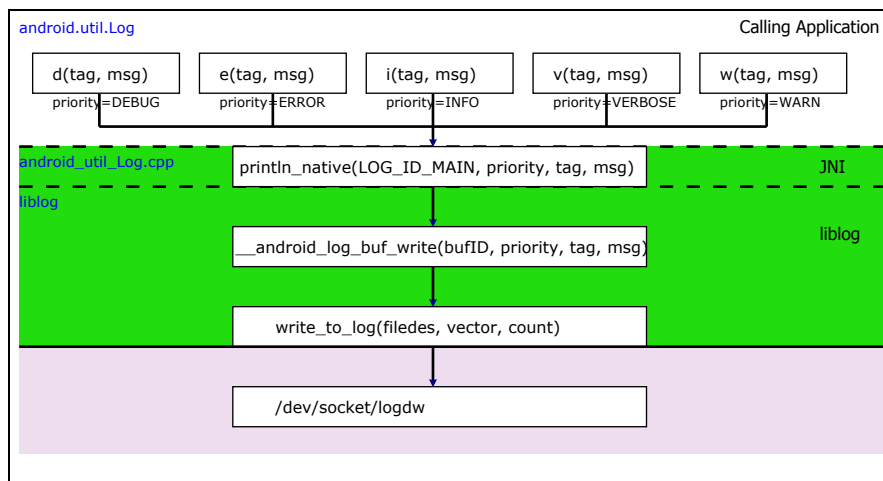 android.util.Log
Calling Application
d(tag, msg)
e(tag, msg)
i(tag, msg)
v(tag, msg)
w(tag, msg)
priority=DEBUG
priority=ERROR
priority=INFO
priority=VERBOSE
priority=WARN
android_util_Log.cpp
println_native(LOG_ID_MAIN, priority, tag, msg)
JNI
liblog
liblog
__android_log_buf_write(bufID, priority, tag, msg)
write_to_log(filedes, vector, count)
/dev/socket/logdw